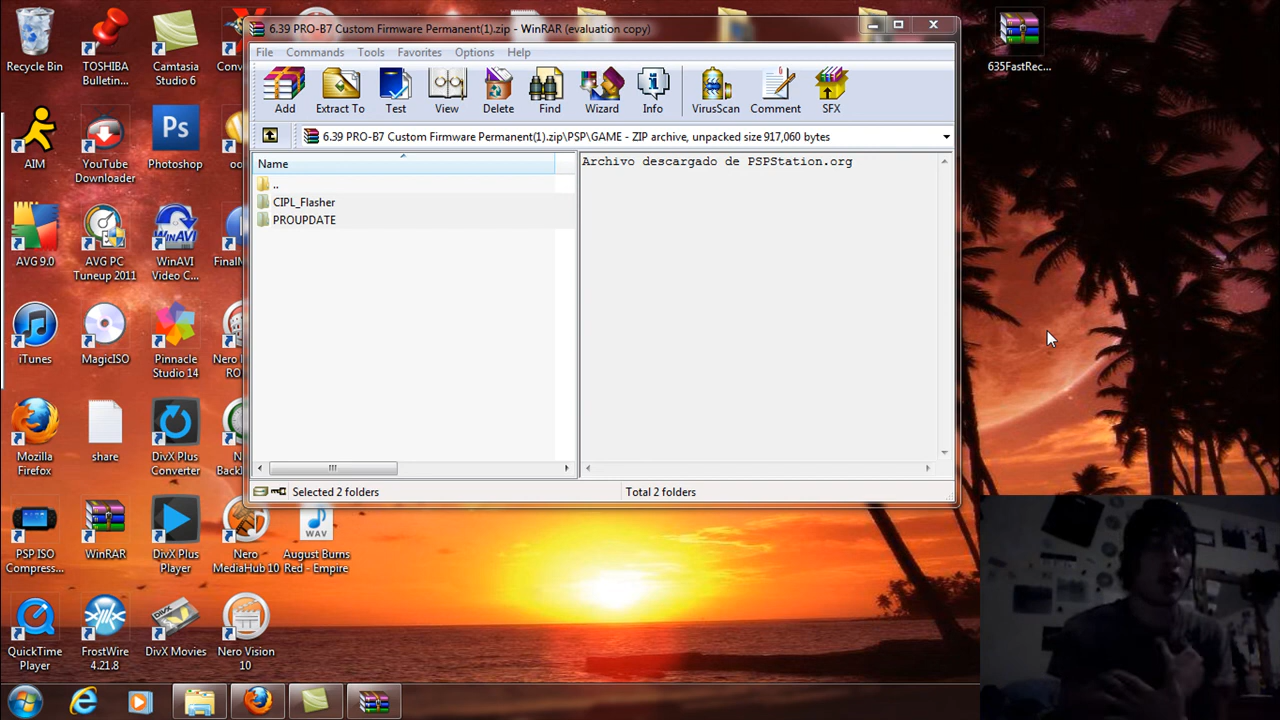 6.39 PRO-B7 Custom Firmware Permanent(1).zip - WinRAR (evaluation copy)
File Commands Tools Favorites Options Help
Add Extract To Test View Delete Find Wizard Info VirusScan Comment SFX
6.39 PRO-B7 Custom Firmware Permanent(1).zip\PSP\GAME - ZIP archive, unpacked size 917,090 bytes
Name
..
CIPL_Flasher
PROUPDATE
Archivo descargado de PSPStation.org
Selected 2 folders
Total 2 folders
635FastRec...
Recycle Bin
TOSHIBA
Bulletin...
Camtasia
Studio 6
AIM
YouTube
Downloader
Photoshop
AVG 9.0
AVG PC
Tuneup 2011
WinAVI
Video C...
iTunes
MagicISO
Pinnacle
Studio 14
Mozilla
Firefox
share
DivX Plus
Converter
PSP ISO
Compress...
WinRAR
DivX Plus
Player
Nero
MediaHub 10
WAV
August Burns
Red - Empire
QuickTime
Player
FrostWire
4.21.8
DivX Movies
Nero Vision
10